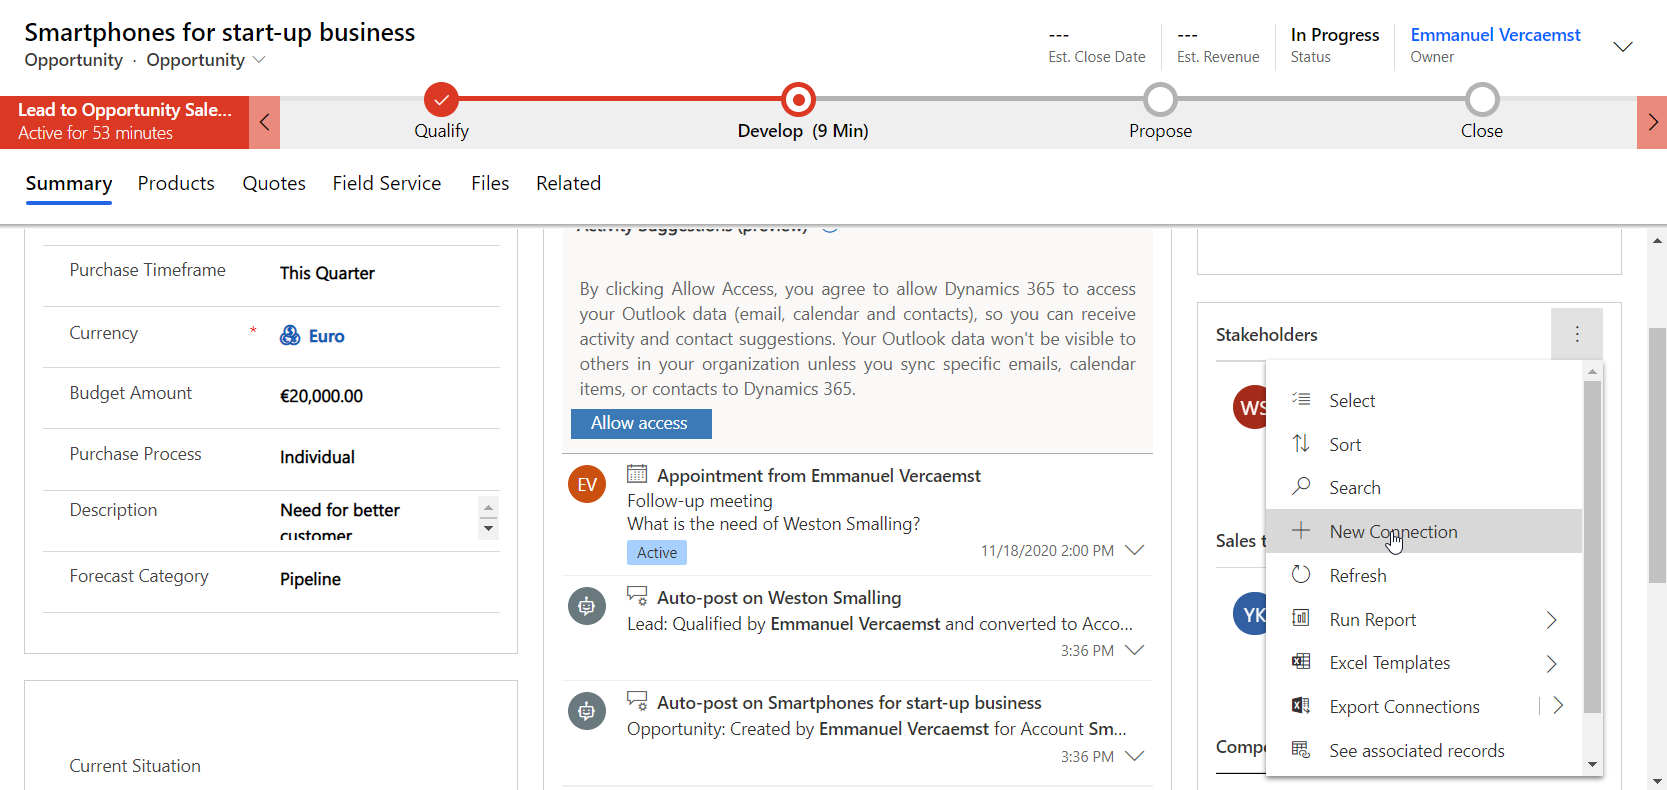 Smartphones for start-up business
Opportunity · Opportunity
---
Est. Close Date
---
Est. Revenue
In Progress
Status
Emmanuel Vercaemst
Owner
Lead to Opportunity Sale...
Active for 53 minutes
Qualify
Develop (9 Min)
Propose
Close
Summary
Products
Quotes
Field Service
Files
Related
Purchase Timeframe
This Quarter
Currency
*
Euro
Budget Amount
€20,000.00
Purchase Process
Individual
Description
Need for better
customer
Forecast Category
Pipeline
Current Situation
Activity Suggestions (preview)
By clicking Allow Access, you agree to allow Dynamics 365 to access
your Outlook data (email, calendar and contacts), so you can receive
activity and contact suggestions. Your Outlook data won't be visible to
others in your organization unless you sync specific emails, calendar
items, or contacts to Dynamics 365.
Allow access
EV
Appointment from Emmanuel Vercaemst
Follow-up meeting
What is the need of Weston Smalling?
Active
11/18/2020 2:00 PM
Auto-post on Weston Smalling
Lead: Qualified by Emmanuel Vercaemst and converted to Acco...
3:36 PM
Auto-post on Smartphones for start-up business
Opportunity: Created by Emmanuel Vercaemst for Account Sm...
3:36 PM
Stakeholders
WS
Sales t
YK
Compe
Select
Sort
Search
New Connection
Refresh
Run Report
Excel Templates
Export Connections
See associated records